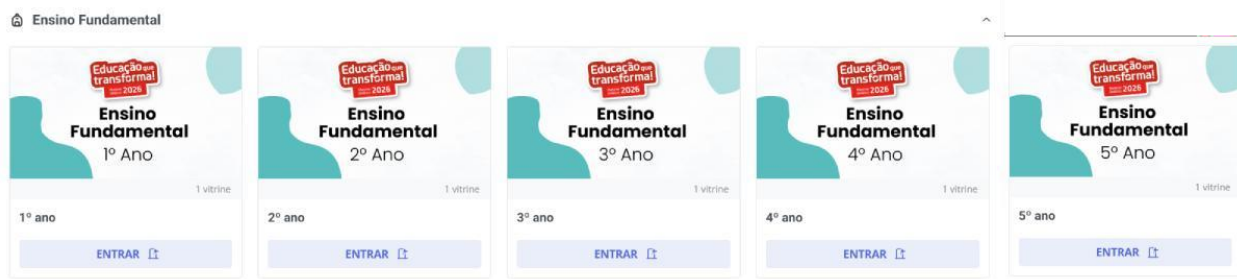 Ensino Fundamental
Educação que
transforma!
2026
Ensino
Fundamental
1º Ano
1 vitrine
1º ano
ENTRAR
Educação que
transforma!
2026
Ensino
Fundamental
2º Ano
1 vitrine
2º ano
ENTRAR
Educação que
transforma!
2026
Ensino
Fundamental
3º Ano
1 vitrine
3º ano
ENTRAR
Educação que
transforma!
2026
Ensino
Fundamental
4º Ano
1 vitrine
4º ano
ENTRAR
Educação que
transforma!
2026
Ensino
Fundamental
5º Ano
1 vitrine
5º ano
ENTRAR